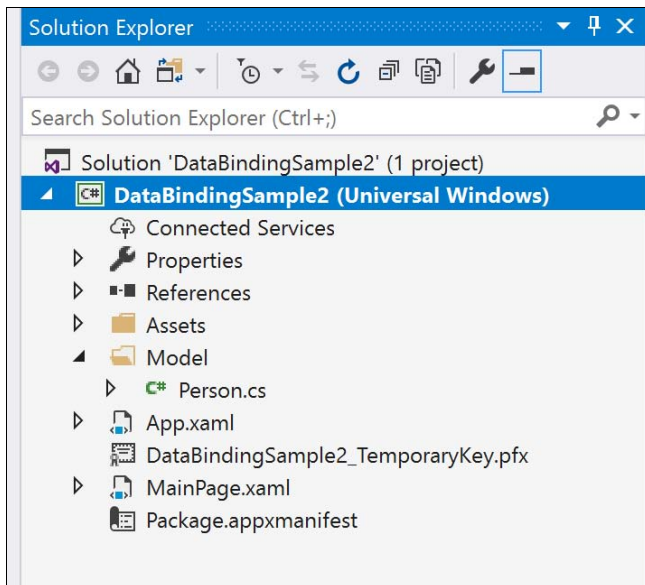 Solution Explorer
Search Solution Explorer (Ctrl+;)
Solution 'DataBindingSample2' (1 project)
C# DataBindingSample2 (Universal Windows)
Connected Services
Properties
References
Assets
Model
C# Person.cs
App.xaml
DataBindingSample2_TemporaryKey.pfx
MainPage.xaml
Package.appxmanifest